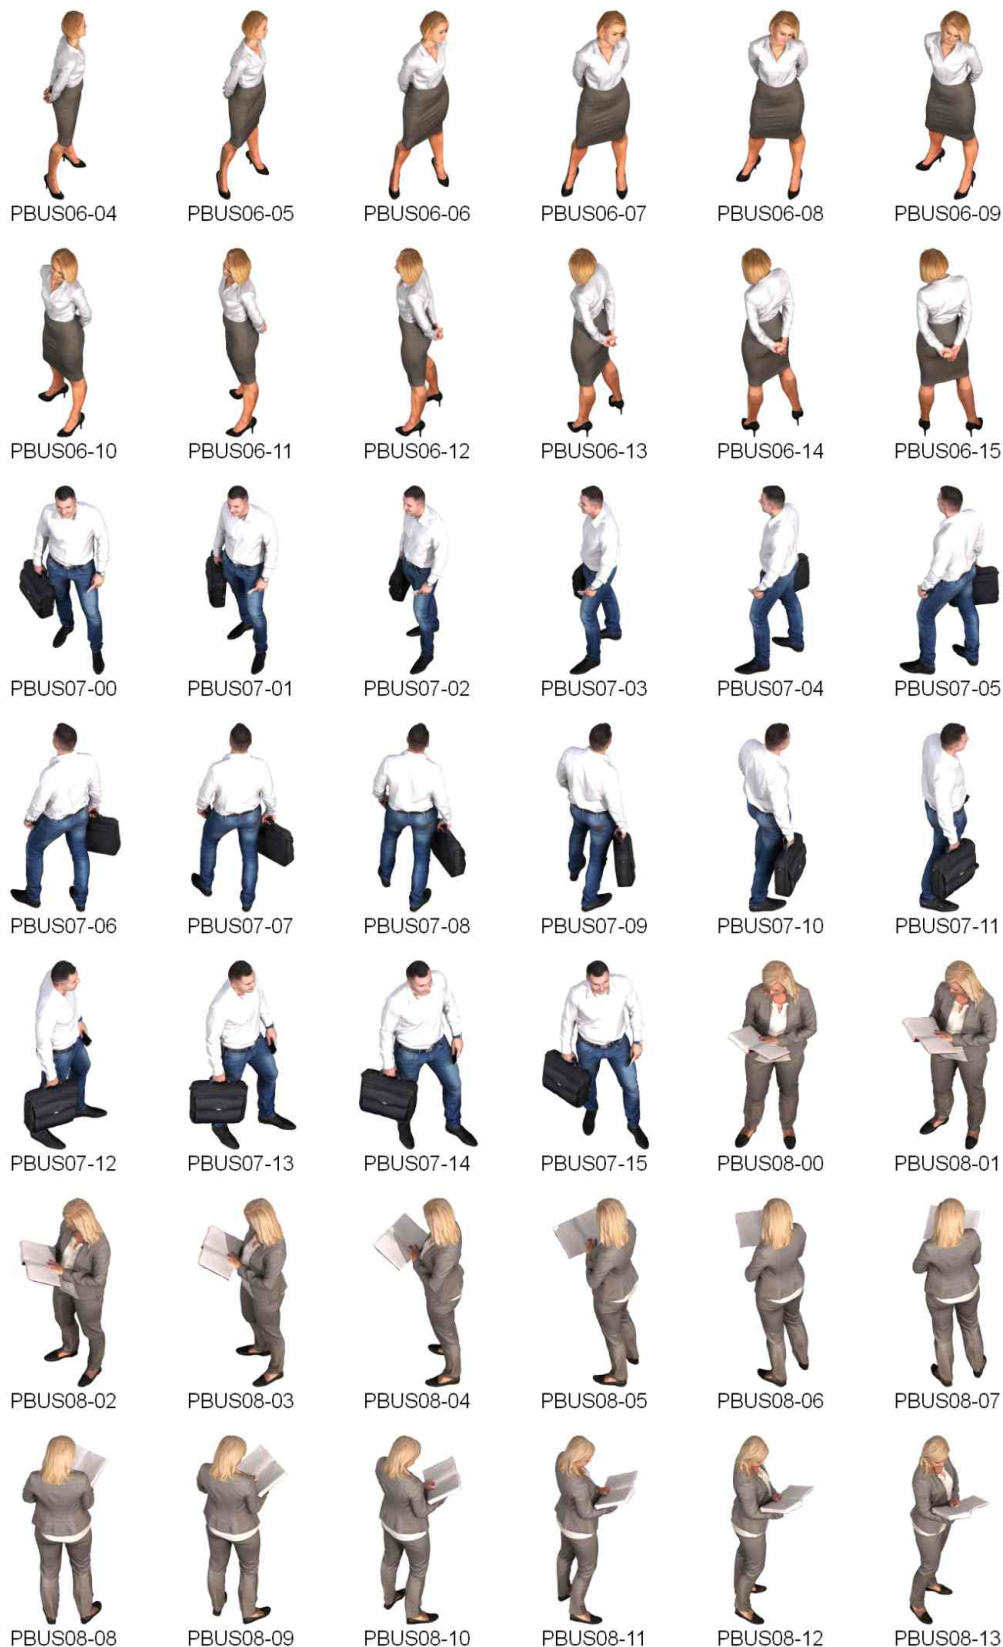 PBUS06-04 PBUS06-05 PBUS06-06 PBUS06-07 PBUS06-08 PBUS06-09
PBUS06-10 PBUS06-11 PBUS06-12 PBUS06-13 PBUS06-14 PBUS06-15
PBUS07-00 PBUS07-01 PBUS07-02 PBUS07-03 PBUS07-04 PBUS07-05
PBUS07-06 PBUS07-07 PBUS07-08 PBUS07-09 PBUS07-10 PBUS07-11
PBUS07-12 PBUS07-13 PBUS07-14 PBUS07-15 PBUS08-00 PBUS08-01
PBUS08-02 PBUS08-03 PBUS08-04 PBUS08-05 PBUS08-06 PBUS08-07
PBUS08-08 PBUS08-09 PBUS08-10 PBUS08-11 PBUS08-12 PBUS08-13